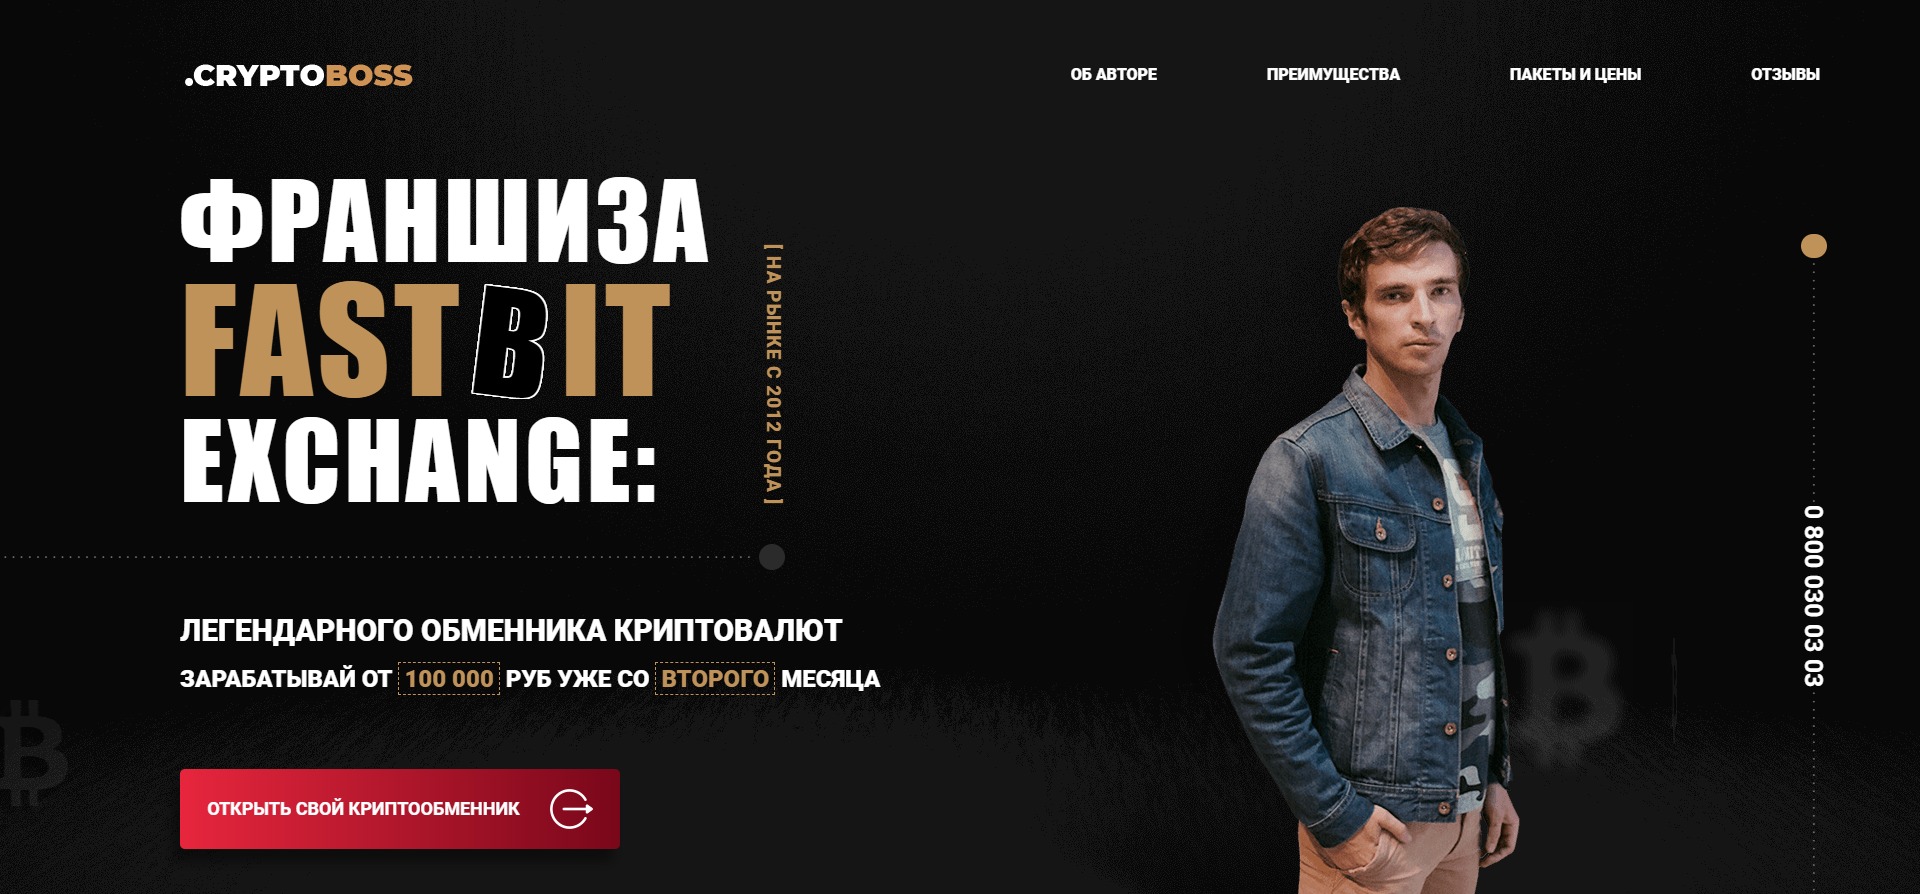 .CRYPTOBOSS
ОБ АВТОРЕ
ПРЕИМУЩЕСТВА
ПАКЕТЫ И ЦЕНЫ
ОТЗЫВЫ
ФРАНШИЗА
FASTBIT
EXCHANGE:
[ НА РЫНКЕ С 2012 ГОДА ]
ЛЕГЕНДАРНОГО ОБМЕННИКА КРИПТОВАЛЮТ
ЗАРАБАТЫВАЙ ОТ 100 000 РУБ УЖЕ СО ВТОРОГО МЕСЯЦА
ОТКРЫТЬ СВОЙ КРИПТООБМЕННИК
0 800 030 03 03